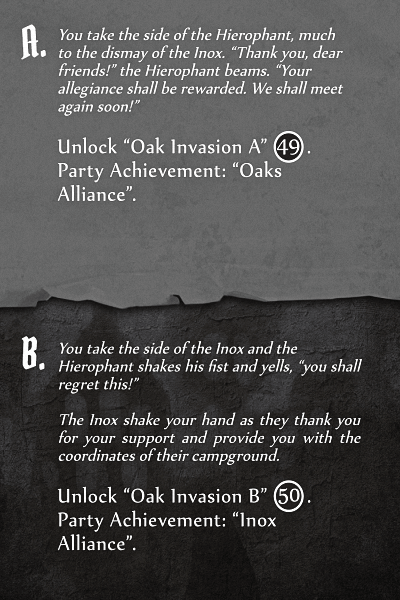 A. You take the side of the Hierophant, much
to the dismay of the Inox. “Thank you, dear
friends!” the Hierophant beams. “Your
allegiance shall be rewarded. We shall meet
again soon!”
Unlock “Oak Invasion A” 49 .
Party Achievement: “Oaks
Alliance”.
B. You take the side of the Inox and the
Hierophant shakes his fist and yells, “you shall
regret this!”
The Inox shake your hand as they thank you
for your support and provide you with the
coordinates of their campground.
Unlock “Oak Invasion B” 50 .
Party Achievement: “Inox
Alliance”.